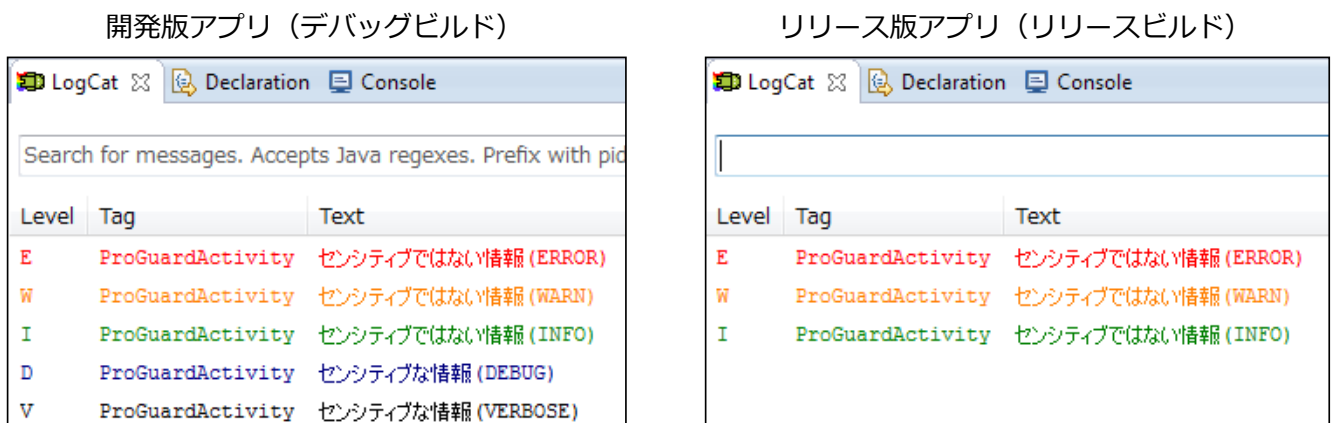 開発版アプリ（デバッグビルド）
LogCat Declaration Console
Search for messages. Accepts Java regexes. Prefix with pid
Level Tag Text
E ProGuardActivity センシティブではない情報(ERROR)
W ProGuardActivity センシティブではない情報(WARN)
I ProGuardActivity センシティブではない情報(INFO)
D ProGuardActivity センシティブな情報(DEBUG)
V ProGuardActivity センシティブな情報(VERBOSE)
リリース版アプリ（リリースビルド）
LogCat Declaration Console
Level Tag Text
E ProGuardActivity センシティブではない情報(ERROR)
W ProGuardActivity センシティブではない情報(WARN)
I ProGuardActivity センシティブではない情報(INFO)